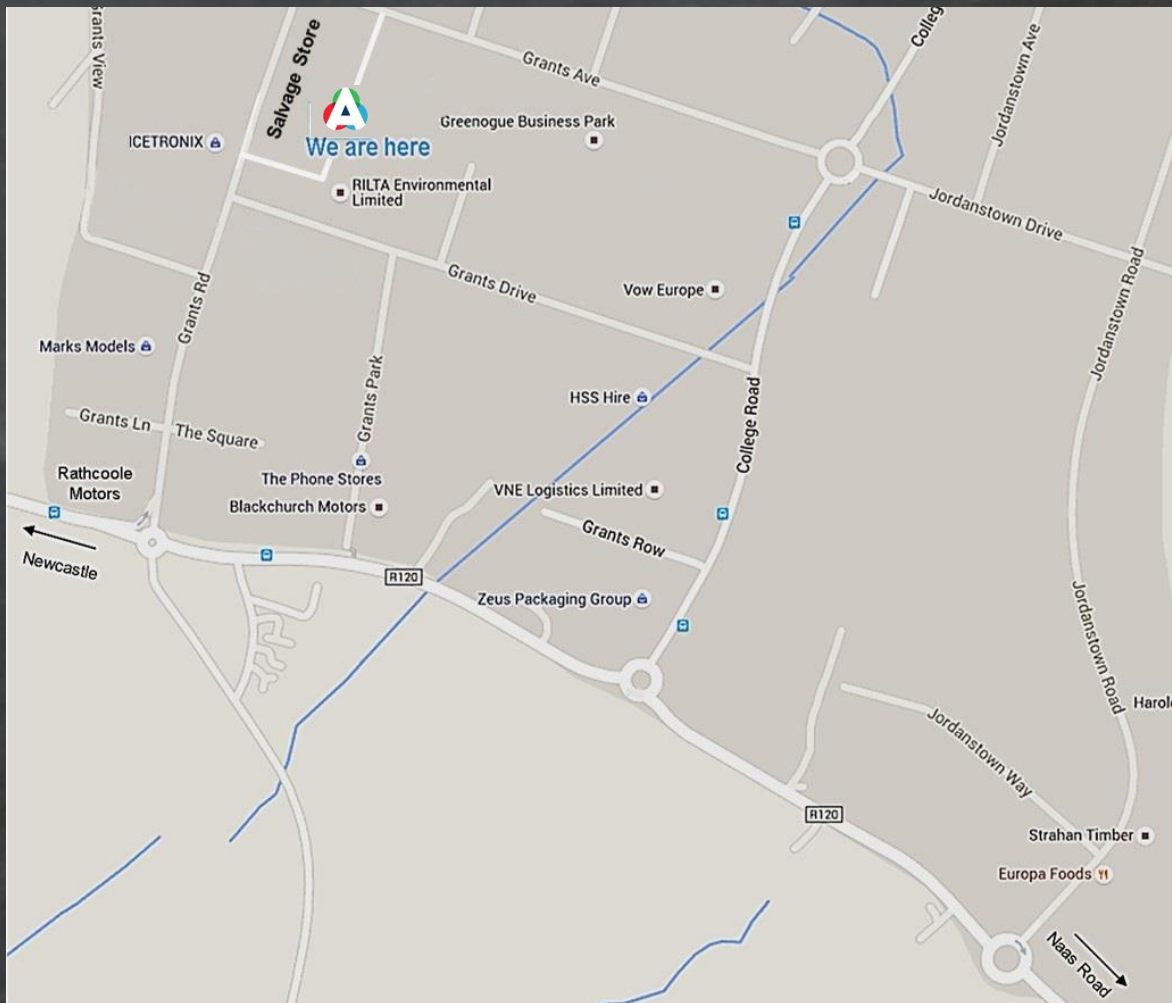 Grants View
Salvage Store
Grants Ave
College
Jordanstown Ave
A
We are here
ICETRONIX
Greenogue Business Park
RILTA Environmental
Limited
Jordanstown Drive
Grants Drive
Vow Europe
Grants Rd
Jordanstown Road
Marks Models
Grants Park
HSS Hire
College Road
Grants Ln
The Square
Rathcoole
Motors
The Phone Stores
Blackchurch Motors
VNE Logistics Limited
Grants Row
Newcastle
R120
Zeus Packaging Group
Jordanstown Road
Harol
Jordanstown Way
R120
Strahan Timber
Europa Foods
Naas Road